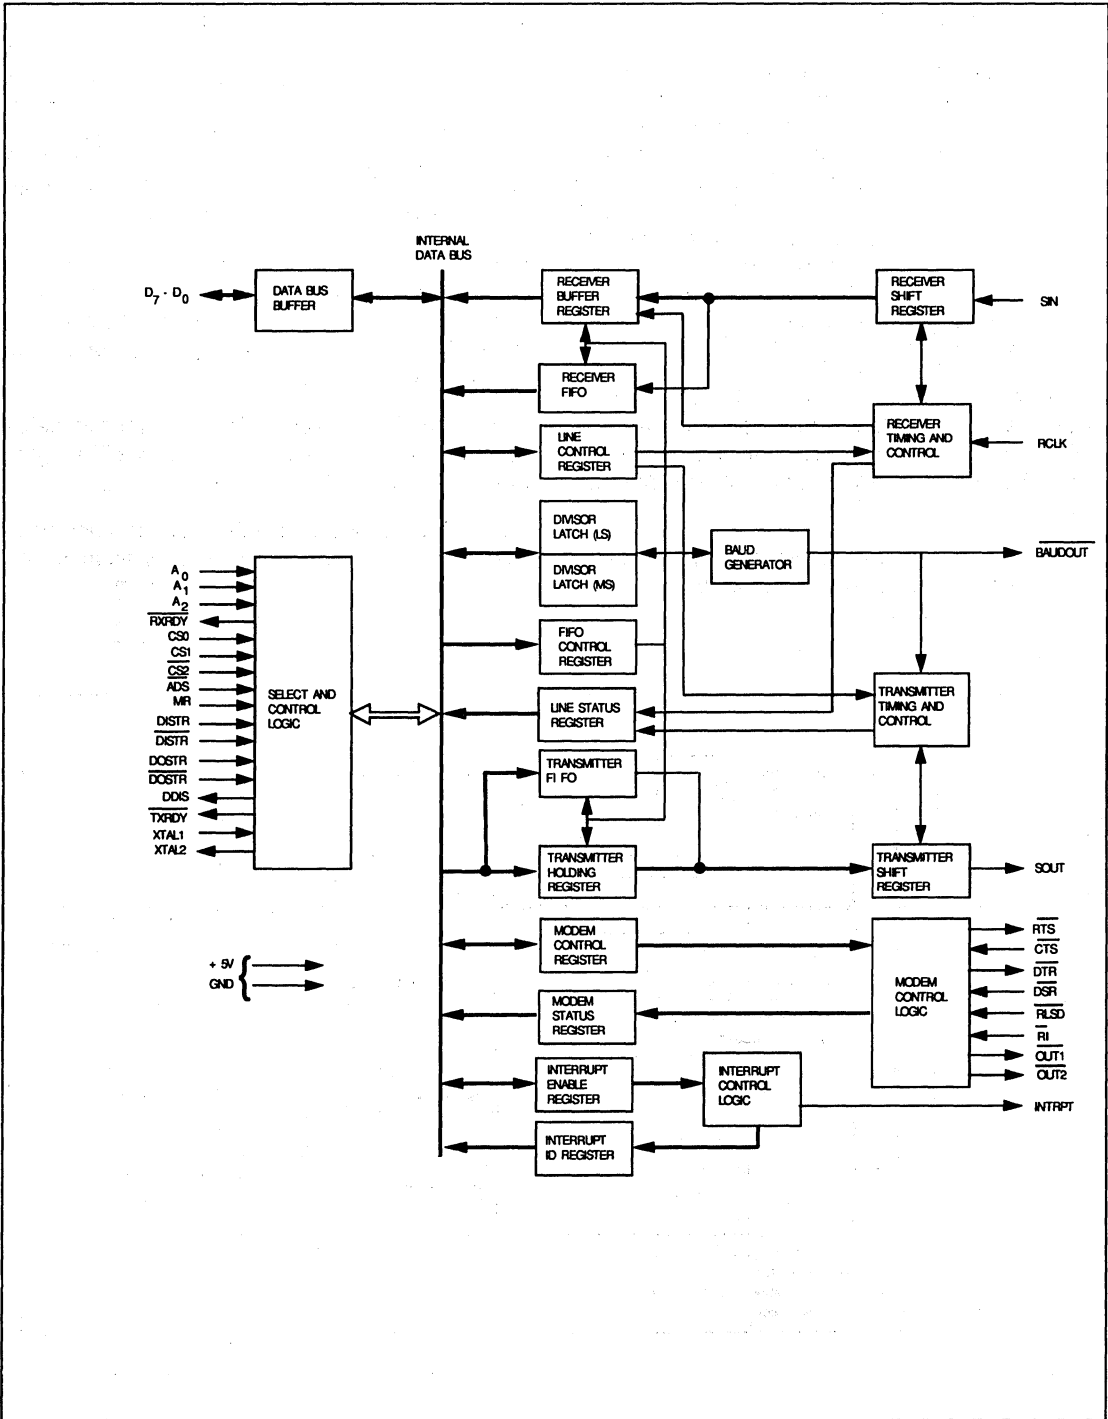 INTERNAL
DATA BUS
D7 - D0
DATA BUS
BUFFER
RECEIVER
BUFFER
REGISTER
RECEIVER
SHIFT
REGISTER
SIN
RECEIVER
FIFO
RECEIVER
TIMING AND
CONTROL
RCLK
LINE
CONTROL
REGISTER
DIVISOR
LATCH (LS)
DIVISOR
LATCH (MS)
BAUD
GENERATOR
BAUDOUT
FIFO
CONTROL
REGISTER
A0
A1
A2
RXRDY
CS0
CS1
CS2
ADS
MR
DISTR
DISTR
DOSTR
DOSTR
DDIS
TXRDY
XTAL1
XTAL2
SELECT AND
CONTROL
LOGIC
LINE STATUS
REGISTER
TRANSMITTER
TIMING AND
CONTROL
TRANSMITTER
FI FO
TRANSMITTER
HOLDING
REGISTER
TRANSMITTER
SHIFT
REGISTER
SOUT
+ 5V
GND
MODEM
CONTROL
REGISTER
MODEM
STATUS
REGISTER
MODEM
CONTROL
LOGIC
RTS
CTS
DTR
DSR
RLSD
RI
OUT1
OUT2
INTERRUPT
ENABLE
REGISTER
INTERRUPT
CONTROL
LOGIC
INTRPT
INTERRUPT
ID REGISTER